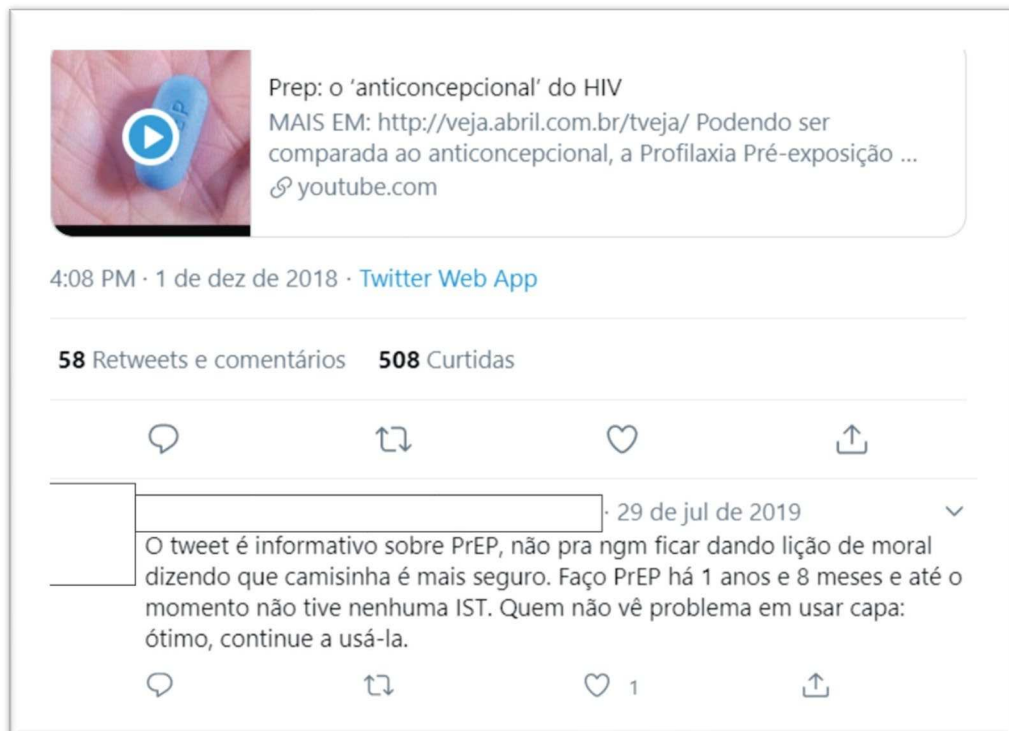 Prep: o ‘anticoncepcional’ do HIV
MAIS EM: http://veja.abril.com.br/tveja/ Podendo ser
comparada ao anticoncepcional, a Profilaxia Pré-exposição ...
youtube.com
4:08 PM · 1 de dez de 2018 · Twitter Web App
58 Retweets e comentários 508 Curtidas
· 29 de jul de 2019
O tweet é informativo sobre PrEP, não pra ngm ficar dando lição de moral
dizendo que camisinha é mais seguro. Faço PrEP há 1 anos e 8 meses e até o
momento não tive nenhuma IST. Quem não vê problema em usar capa:
ótimo, continue a usá-la.
1